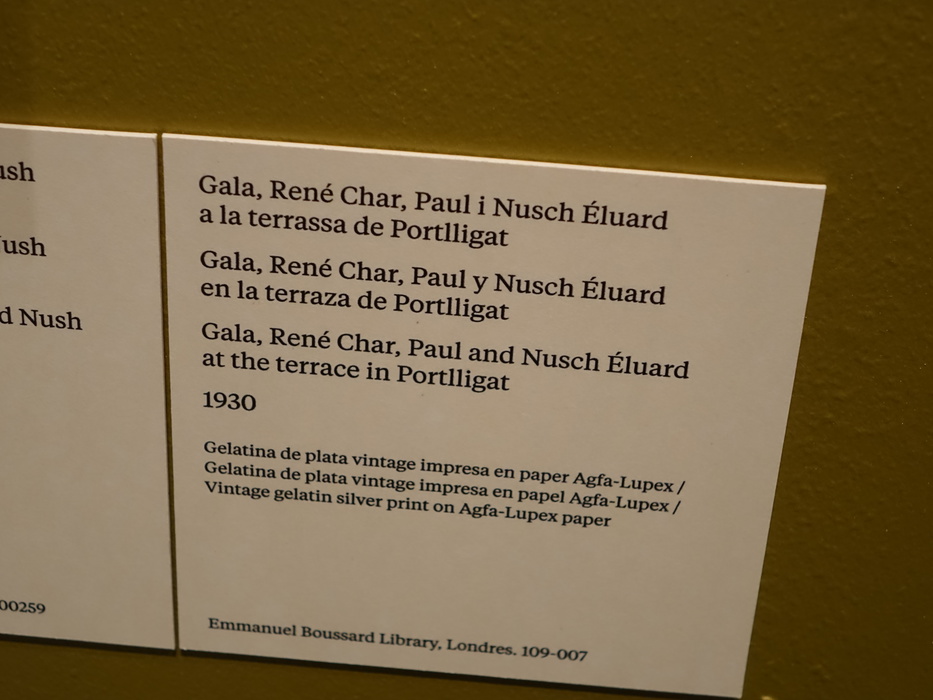 Nush
00259
Gala, René Char, Paul i Nusch Éluard
a la terrassa de Portlligat
Gala, René Char, Paul y Nusch Éluard
en la terraza de Portlligat
Gala, René Char, Paul and Nusch Éluard
at the terrace in Portlligat
1930
Gelatina de plata vintage impresa en paper Agfa-Lupex /
Gelatina de plata vintage impresa en papel Agfa-Lupex /
Vintage gelatin silver print on Agfa-Lupex paper
Emmanuel Boussard Library, Londres. 109-007